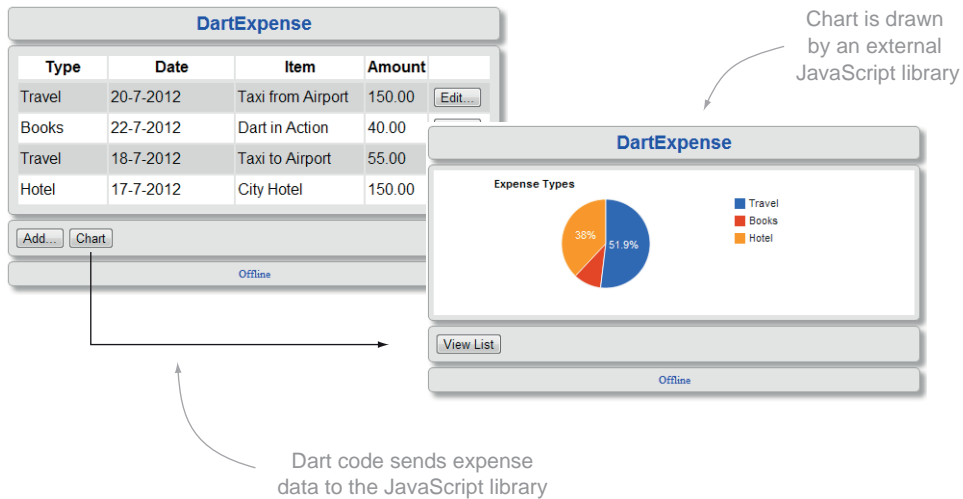 DartExpense
Type Date Item Amount
Travel 20-7-2012 Taxi from Airport 150.00 Edit...
Books 22-7-2012 Dart in Action 40.00
Travel 18-7-2012 Taxi to Airport 55.00
Hotel 17-7-2012 City Hotel 150.00
Add... Chart
Offline
Chart is drawn
by an external
JavaScript library
DartExpense
Expense Types
38%
51.9%
Travel
Books
Hotel
View List
Offline
Dart code sends expense
data to the JavaScript library